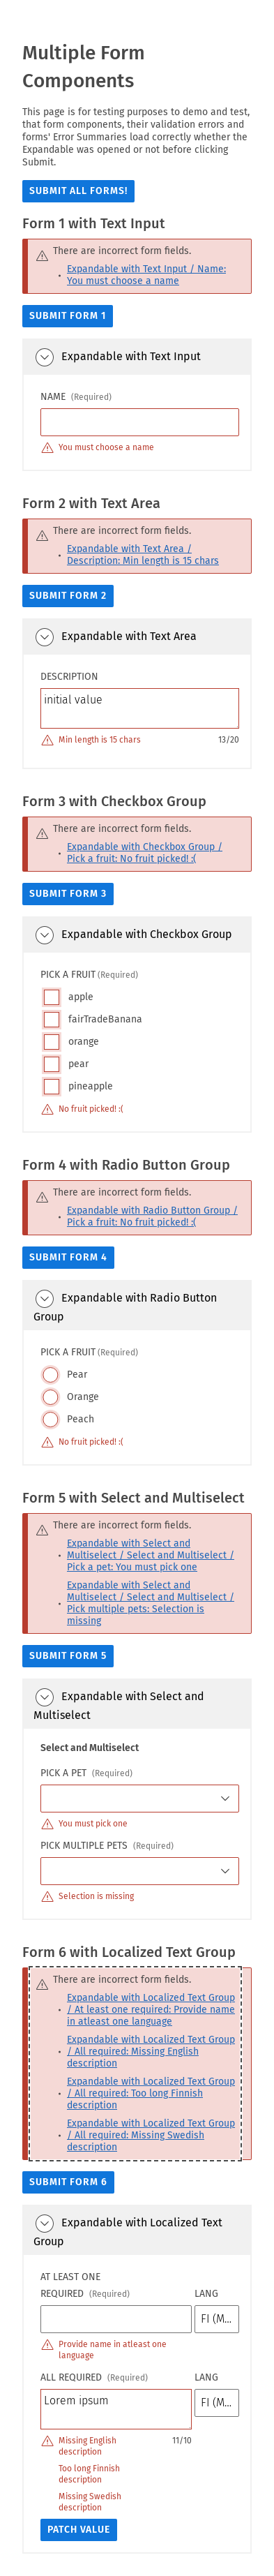 Multiple Form
Components
This page is for testing purposes to demo and test,
that form components, their validation errors and
forms' Error Summaries load correctly whether the
Expandable was opened or not before clicking
Submit.
SUBMIT ALL FORMS!
Form 1 with Text Input
There are incorrect form fields.
Expandable with Text Input / Name:
You must choose a name
SUBMIT FORM 1
Expandable with Text Input
NAME (Required)
You must choose a name
Form 2 with Text Area
There are incorrect form fields.
Expandable with Text Area /
Description: Min length is 15 chars
SUBMIT FORM 2
Expandable with Text Area
DESCRIPTION
initial value
Min length is 15 chars 13/20
Form 3 with Checkbox Group
There are incorrect form fields.
Expandable with Checkbox Group /
Pick a fruit: No fruit picked! :(
SUBMIT FORM 3
Expandable with Checkbox Group
PICK A FRUIT (Required)
apple
fairTradeBanana
orange
pear
pineapple
No fruit picked! :(
Form 4 with Radio Button Group
There are incorrect form fields.
Expandable with Radio Button Group /
Pick a fruit: No fruit picked! :(
SUBMIT FORM 4
Expandable with Radio Button
Group
PICK A FRUIT (Required)
Pear
Orange
Peach
No fruit picked! :(
Form 5 with Select and Multiselect
There are incorrect form fields.
Expandable with Select and
Multiselect / Select and Multiselect /
Pick a pet: You must pick one
Expandable with Select and
Multiselect / Select and Multiselect /
Pick multiple pets: Selection is
missing
SUBMIT FORM 5
Expandable with Select and
Multiselect
Select and Multiselect
PICK A PET (Required)
You must pick one
PICK MULTIPLE PETS (Required)
Selection is missing
Form 6 with Localized Text Group
There are incorrect form fields.
Expandable with Localized Text Group
/ At least one required: Provide name
in atleast one language
Expandable with Localized Text Group
/ All required: Missing English
description
Expandable with Localized Text Group
/ All required: Too long Finnish
description
Expandable with Localized Text Group
/ All required: Missing Swedish
description
SUBMIT FORM 6
Expandable with Localized Text
Group
AT LEAST ONE
REQUIRED (Required) LANG
FI (M...
Provide name in atleast one
language
ALL REQUIRED (Required) LANG
Lorem ipsum FI (M...
Missing English 11/10
description
Too long Finnish
description
Missing Swedish
description
PATCH VALUE